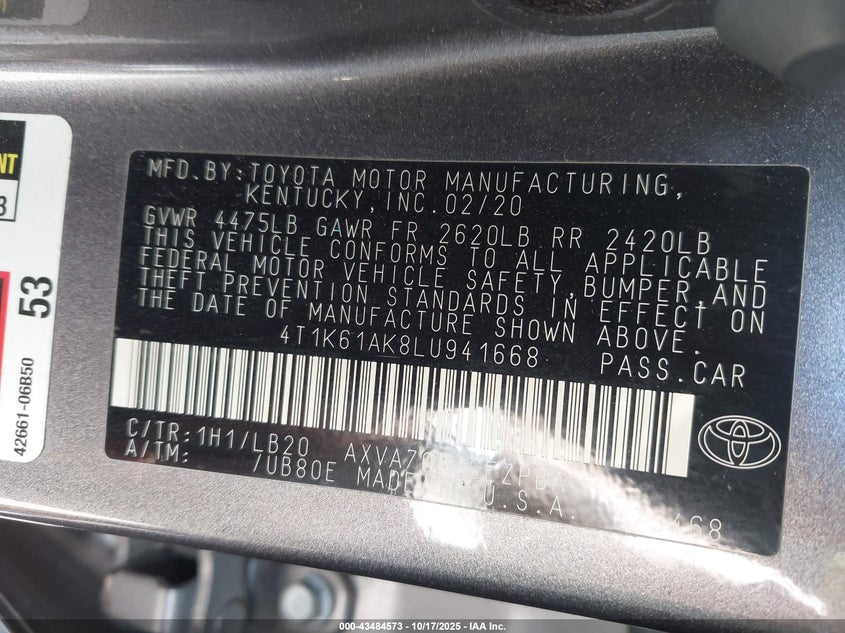 MFD.BY:TOYOTA MOTOR MANUFACTURING,
KENTUCKY,INC.02/20
GVWR 4475LB GAWR FR 2620LB RR 2420LB
THIS VEHICLE CONFORMS TO ALL APPLICABLE
FEDERAL MOTOR VEHICLE SAFETY,BUMPER,AND
THEFT PREVENTION STANDARDS IN EFFECT ON
THE DATE OF MANUFACTURE SHOWN ABOVE.
4T1K61AK8LU941668 PASS.CAR
C/TR:1H1/LB20 AXVA70
A/TM: /UB80E MADE U.S.A.
53
42661-06B50
000-43484573 - 10/17/2025 - IAA Inc.